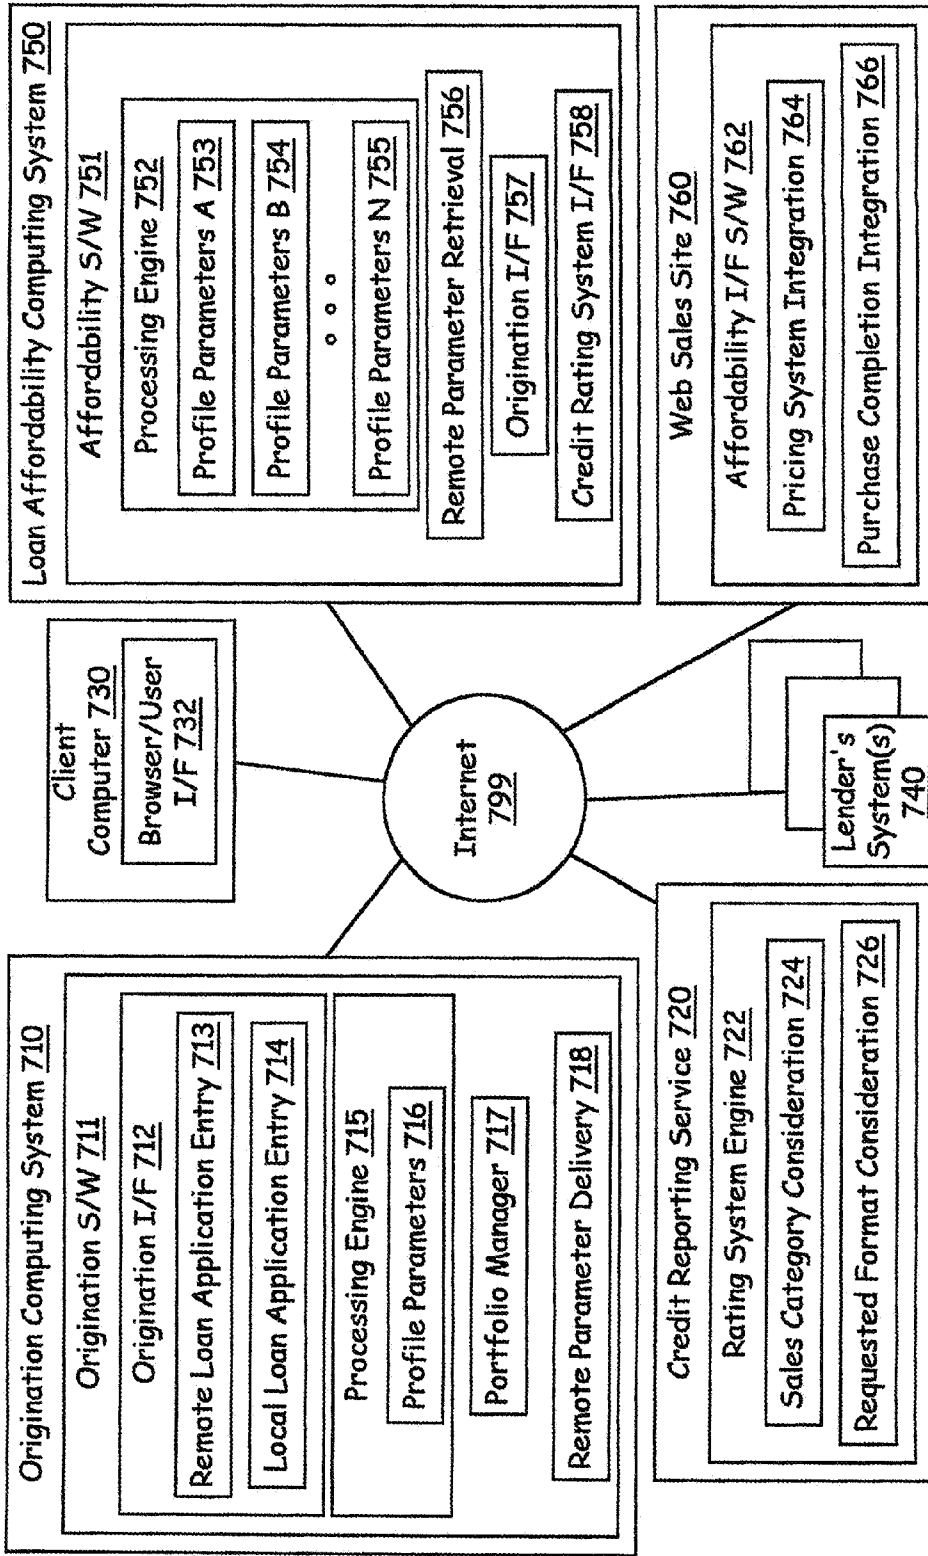 Origination Computing System 710
Origination S/W 711
Origination I/F 712
Remote Loan Application Entry 713
Local Loan Application Entry 714
Processing Engine 715
Profile Parameters 716
Portfolio Manager 717
Remote Parameter Delivery 718
Client
Computer 730
Browser/User
I/F 732
Loan Affordability Computing System 750
Affordability S/W 751
Processing Engine 752
Profile Parameters A 753
Profile Parameters B 754
Profile Parameters N 755
Remote Parameter Retrieval 756
Origination I/F 757
Credit Rating System I/F 758
Internet
799
Credit Reporting Service 720
Rating System Engine 722
Sales Category Consideration 724
Requested Format Consideration 726
Lender's
System(s)
740
Web Sales Site 760
Affordability I/F S/W 762
Pricing System Integration 764
Purchase Completion Integration 766